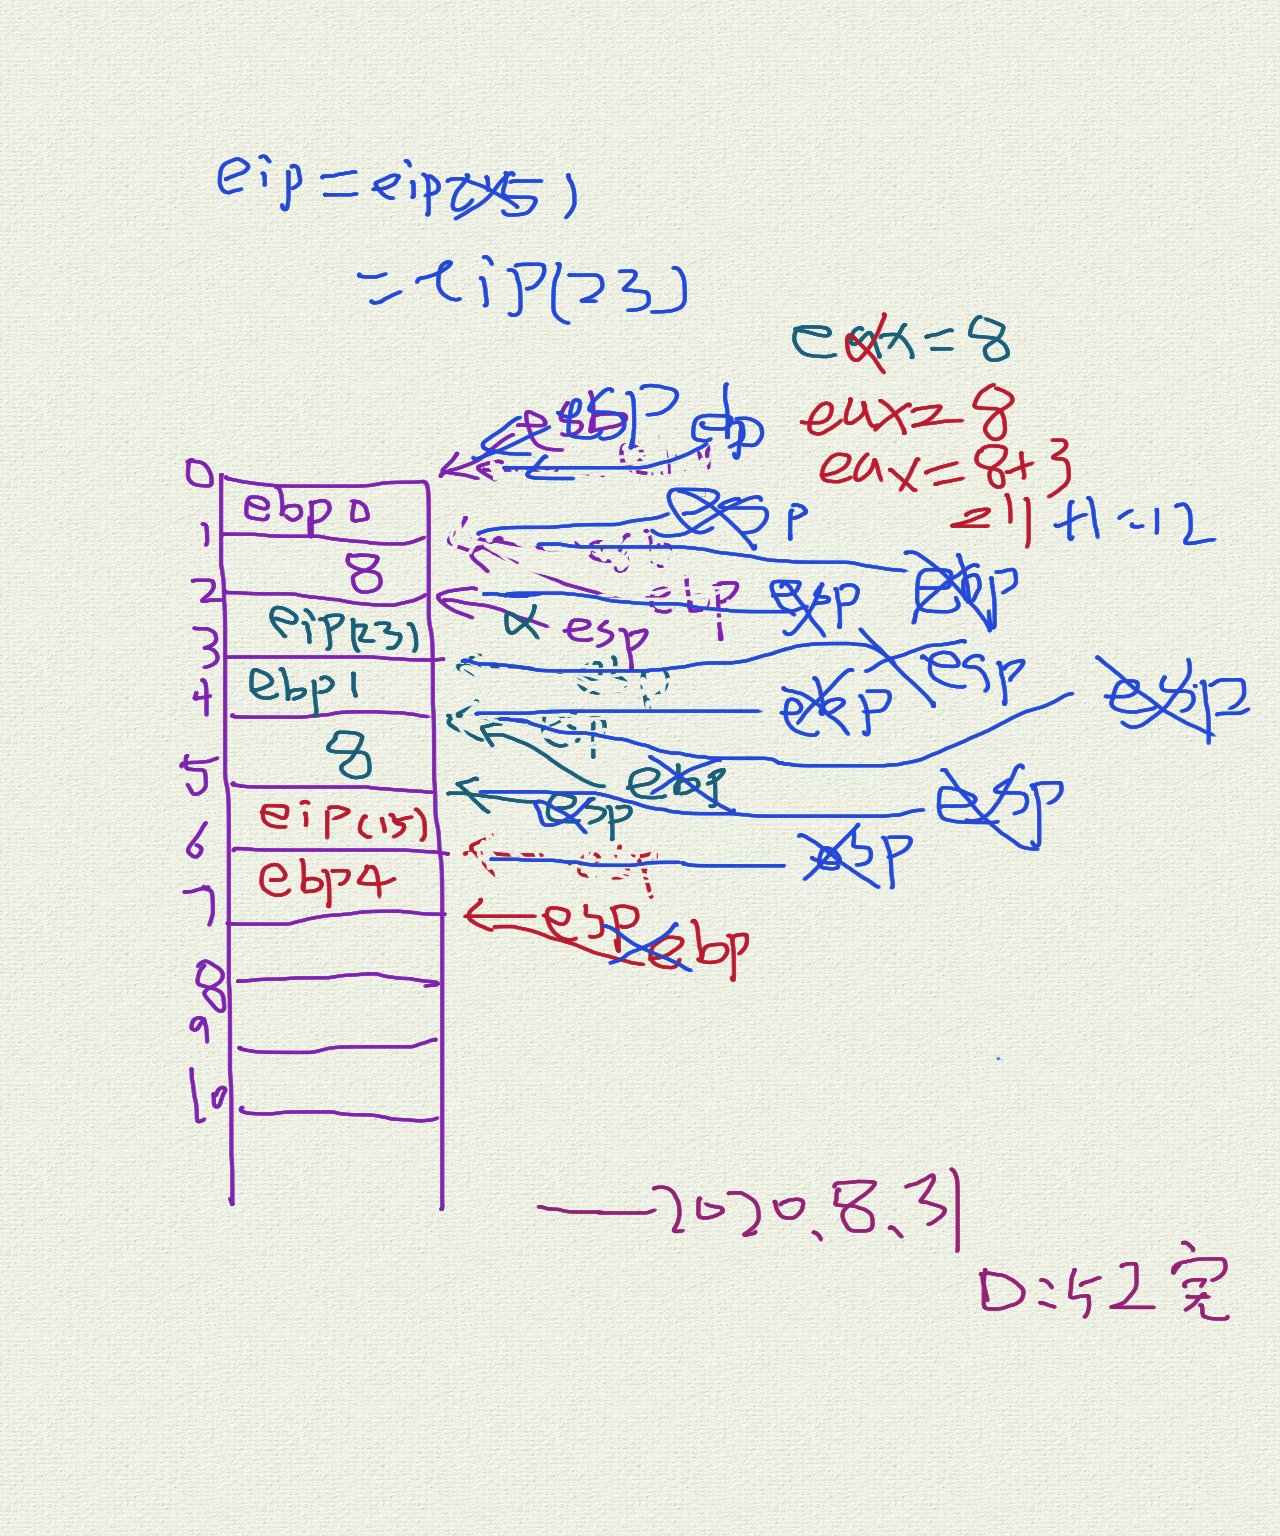 eip = eip(15)
= eip(23)
eax = 8
eax = 8
eax = 8 + 3
= 11 + 1 = 12
ebp esp ebp
0
ebp 0 esp
1
8 esp ebp esp esp
2
eip(23) esp
3 esp
ebp 1 esp esp
4
8 ebp
5 esp esp
eip(15)
6 esp
ebp 4
7 esp ebp
8
9
10
2020.8.31
0:52 完